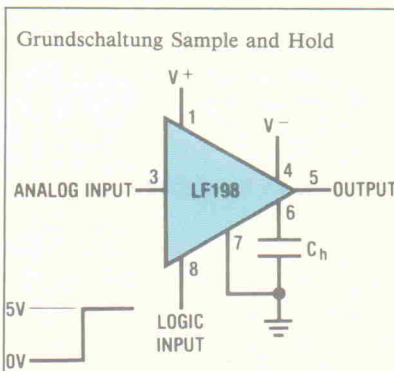 Grundschaltung Sample and Hold
V+
1
V−
4
ANALOG INPUT 3 LF198 5 OUTPUT
6
7
Ch
8
5V
LOGIC
INPUT
0V